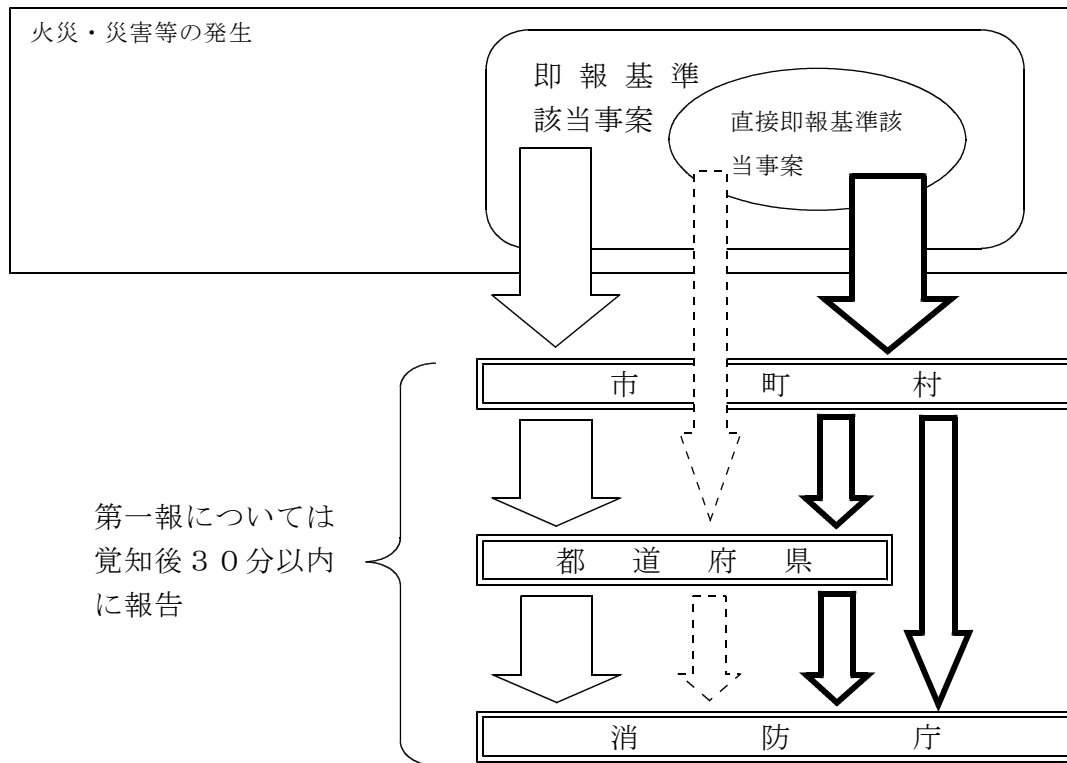 火災・災害等の発生
即報基準
該当事案
直接即報基準該
当事案
市町村
第一報については
覚知後３０分以内
に報告
都道府県
消防庁